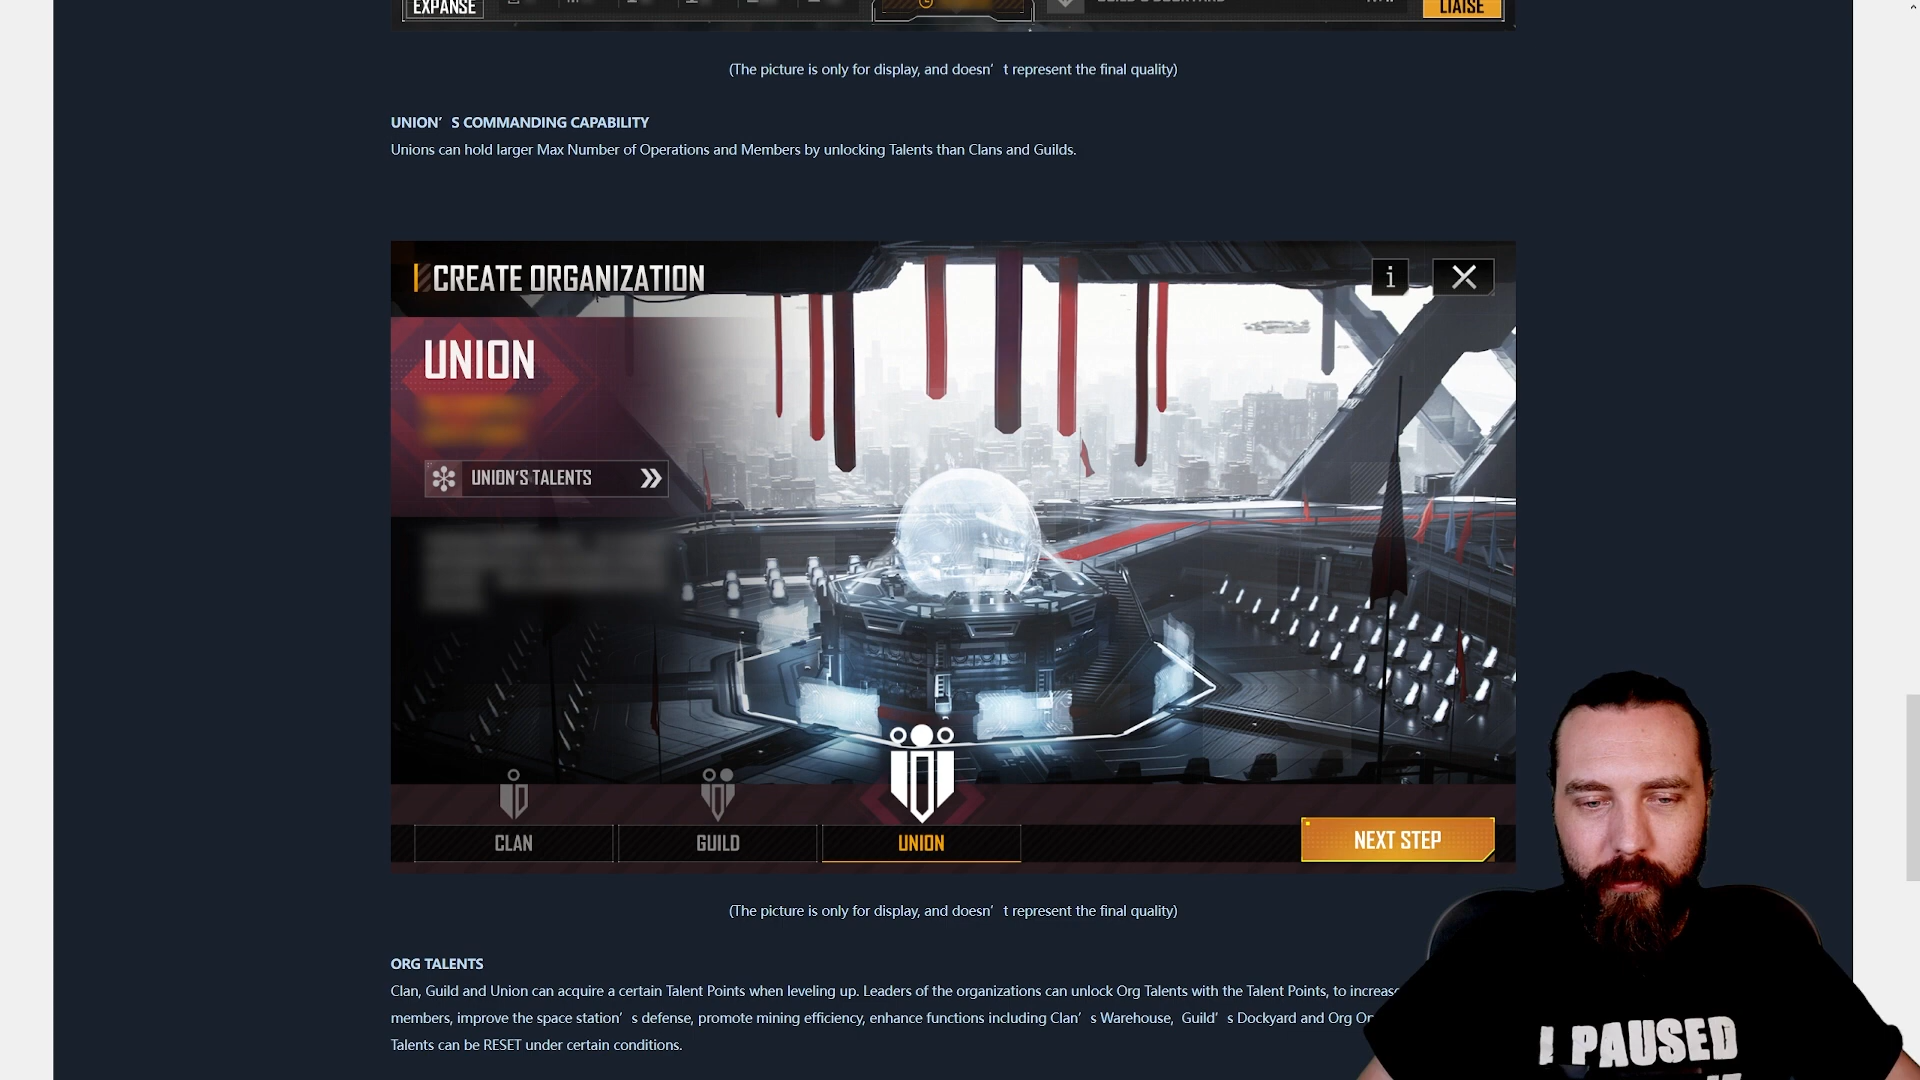 EXPANSE
LIAISE
(The picture is only for display, and doesn’ t represent the final quality)
UNION’ S COMMANDING CAPABILITY
Unions can hold larger Max Number of Operations and Members by unlocking Talents than Clans and Guilds.
CREATE ORGANIZATION
i
UNION
UNION'S TALENTS
CLAN
GUILD
UNION
NEXT STEP
(The picture is only for display, and doesn’ t represent the final quality)
ORG TALENTS
Clan, Guild and Union can acquire a certain Talent Points when leveling up. Leaders of the organizations can unlock Org Talents with the Talent Points, to increase
members, improve the space station’ s defense, promote mining efficiency, enhance functions including Clan’ s Warehouse, Guild’ s Dockyard and Org
Talents can be RESET under certain conditions.
I PAUSED